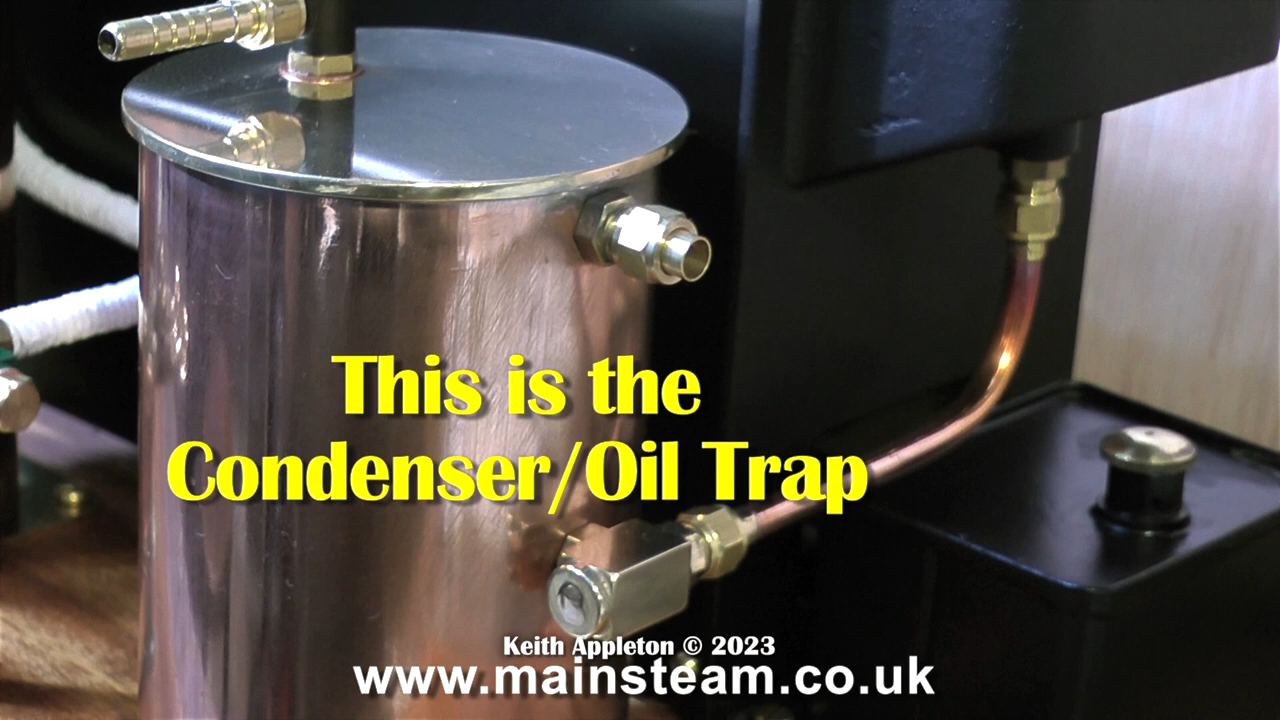 This is the
Condenser/Oil Trap
Keith Appleton © 2023
www.mainsteam.co.uk